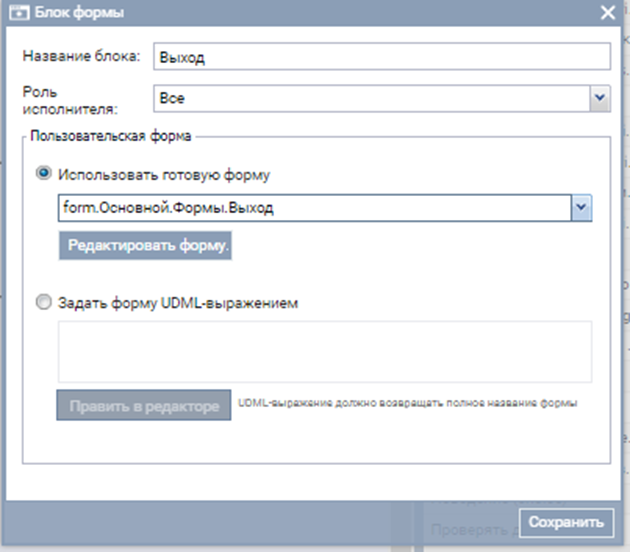 Блок формы
Название блока: Выход
Роль
исполнителя: Все
Пользовательская форма
Использовать готовую форму
form.Основной.Формы.Выход
Редактировать форму.
Задать форму UDML-выражением
Править в редакторе
UDML-выражение должно возвращать полное название формы
Сохранить
Проверять